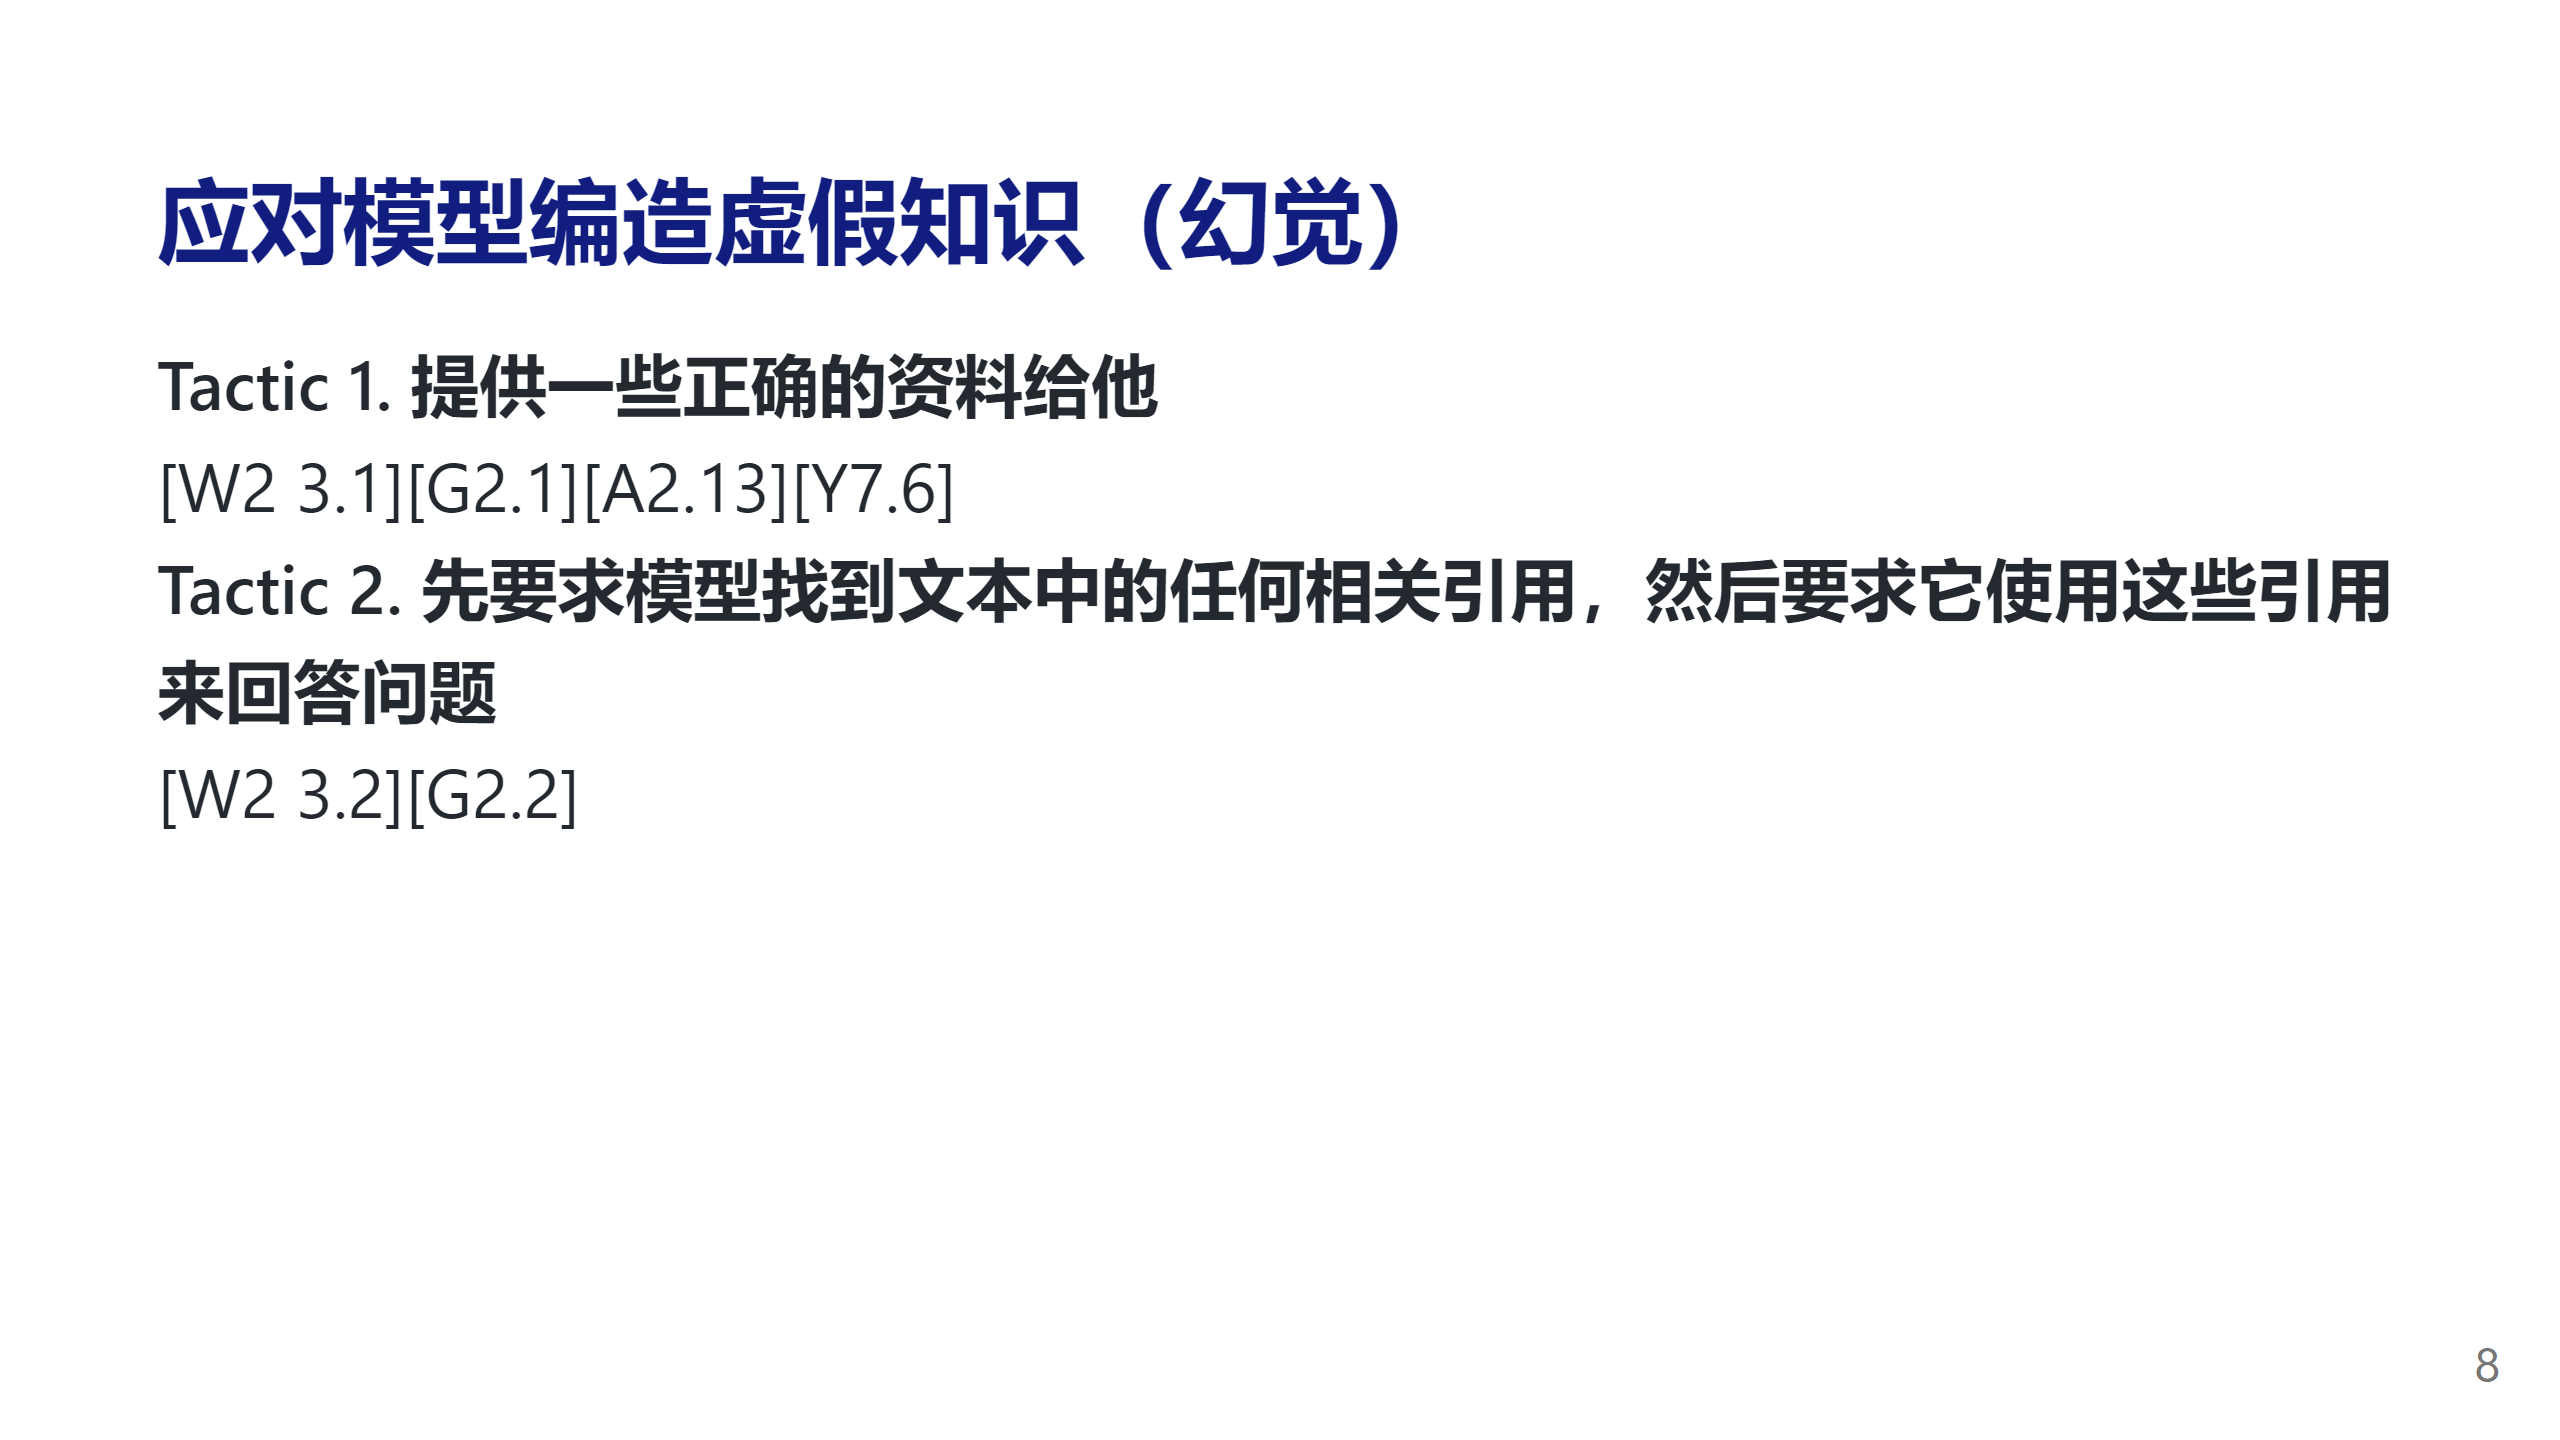 应对模型编造虚假知识（幻觉）
Tactic 1. 提供一些正确的资料给他
[W2 3.1][G2.1][A2.13][Y7.6]
Tactic 2. 先要求模型找到文本中的任何相关引用，然后要求它使用这些引用
来回答问题
[W2 3.2][G2.2]
8